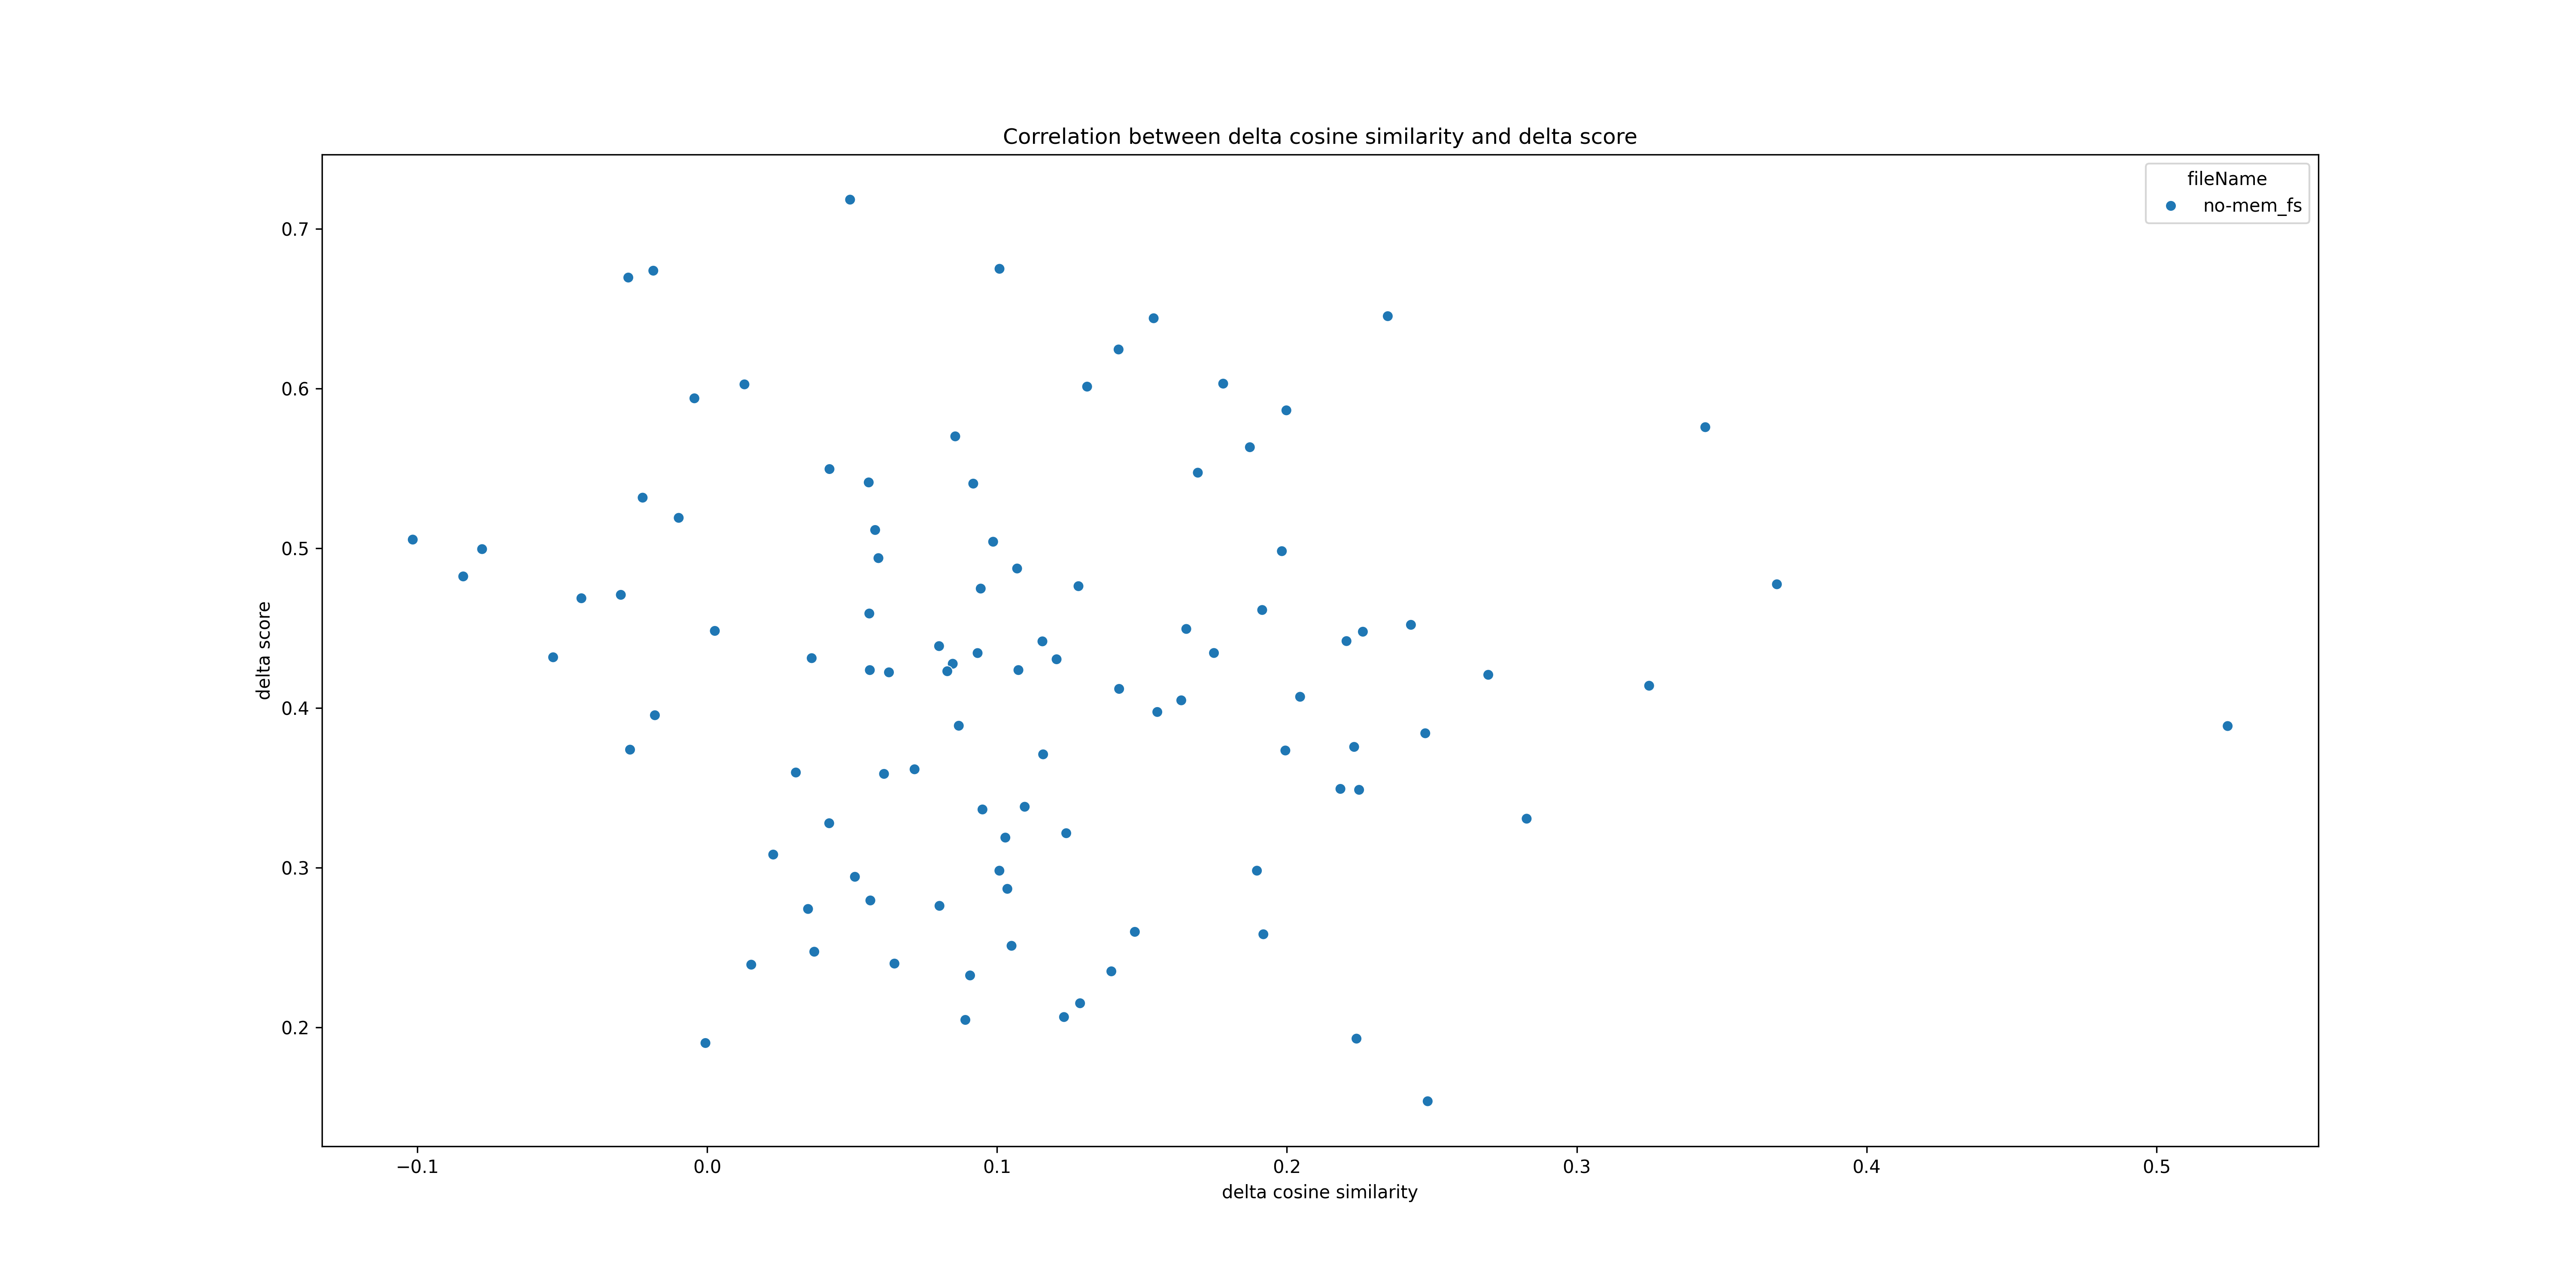 Correlation between delta cosine similarity and delta score
fileName
no-mem_fs
delta score
0.7
0.6
0.5
0.4
0.3
0.2
−0.1
0.0
0.1
0.2
0.3
0.4
0.5
delta cosine similarity